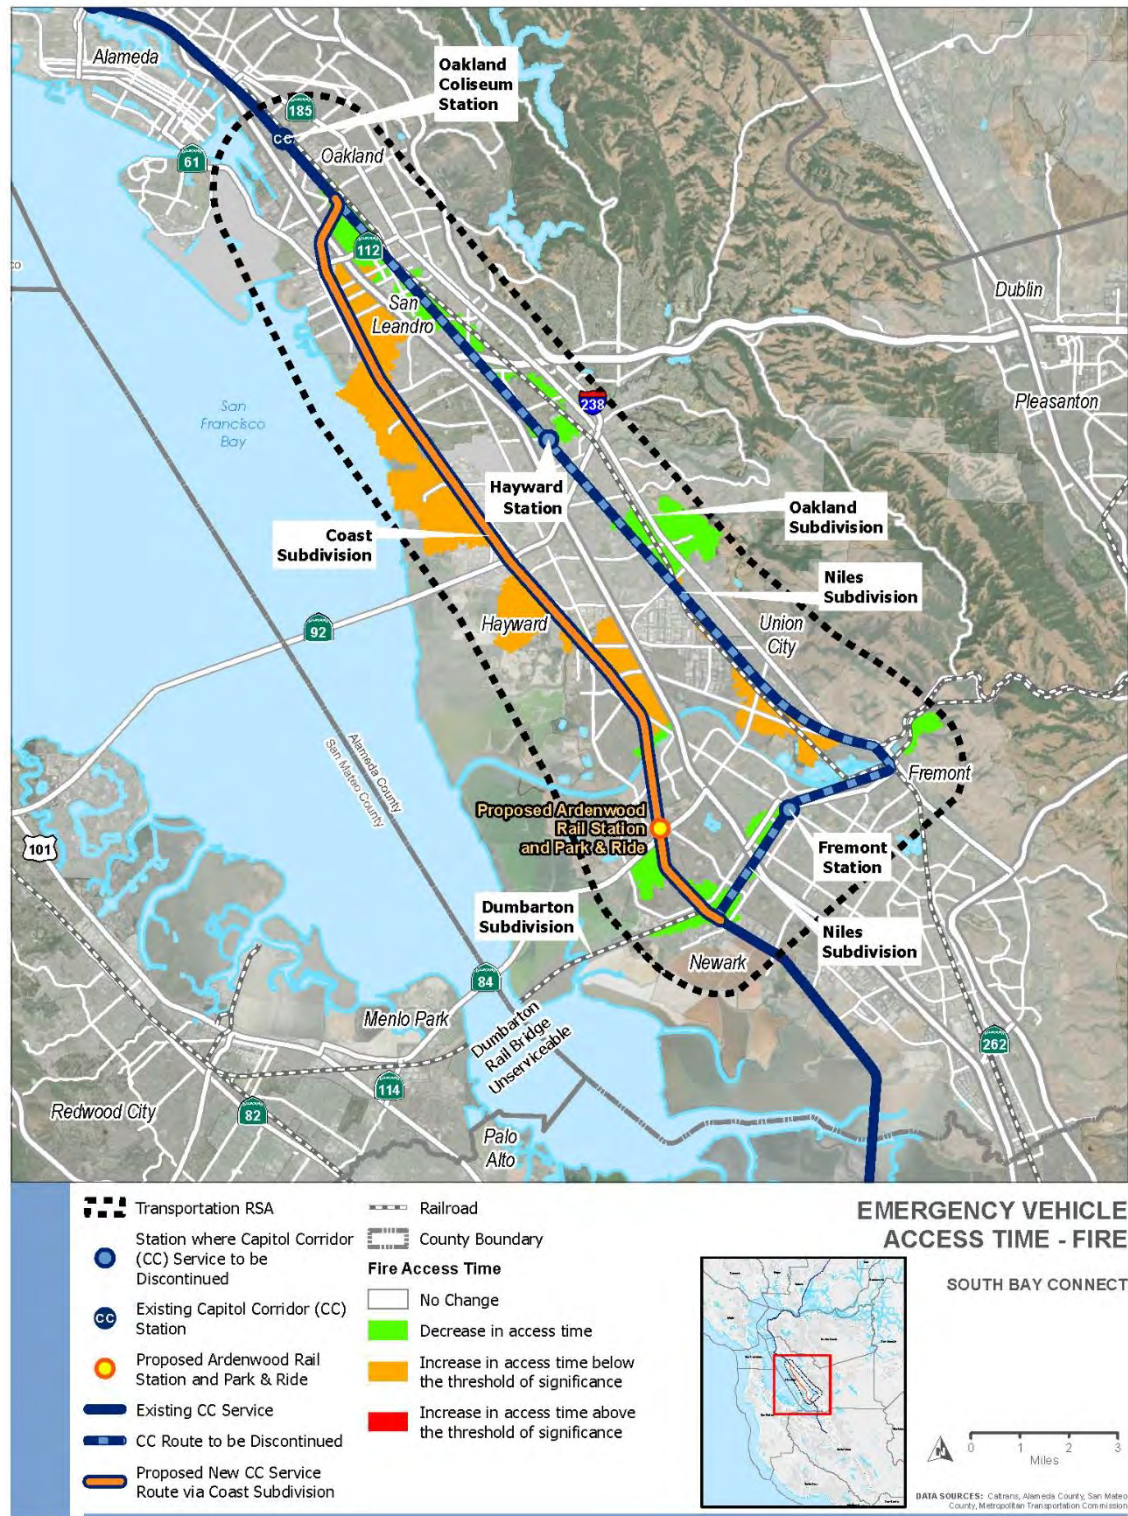 Alameda
Oakland
Coliseum
Station
185
CC
61
Oakland
112
Dublin
San
Leandro
Pleasanton
238
San
Francisco
Bay
Hayward
Station
Oakland
Subdivision
Coast
Subdivision
Niles
Subdivision
92
Hayward
Union
City
Alameda County
San Mateo County
Fremont
Proposed Ardenwood
Rail Station
and Park & Ride
101
Fremont
Station
Dumbarton
Subdivision
Niles
Subdivision
Newark
84
Menlo Park
Dumbarton
Rail Bridge
Unserviceable
262
114
Redwood City
82
Palo
Alto
Transportation RSA
Station where Capitol Corridor
(CC) Service to be
Discontinued
CC
Existing Capitol Corridor (CC)
Station
Proposed Ardenwood Rail
Station and Park & Ride
Existing CC Service
CC Route to be Discontinued
Proposed New CC Service
Route via Coast Subdivision
Railroad
County Boundary
Fire Access Time
No Change
Decrease in access time
Increase in access time below
the threshold of significance
Increase in access time above
the threshold of significance
EMERGENCY VEHICLE
ACCESS TIME - FIRE
SOUTH BAY CONNECT
0 1 2 3
Miles
DATA SOURCES: Caltrans, Alameda County, San Mateo
County, Metropolitan Transportation Commission